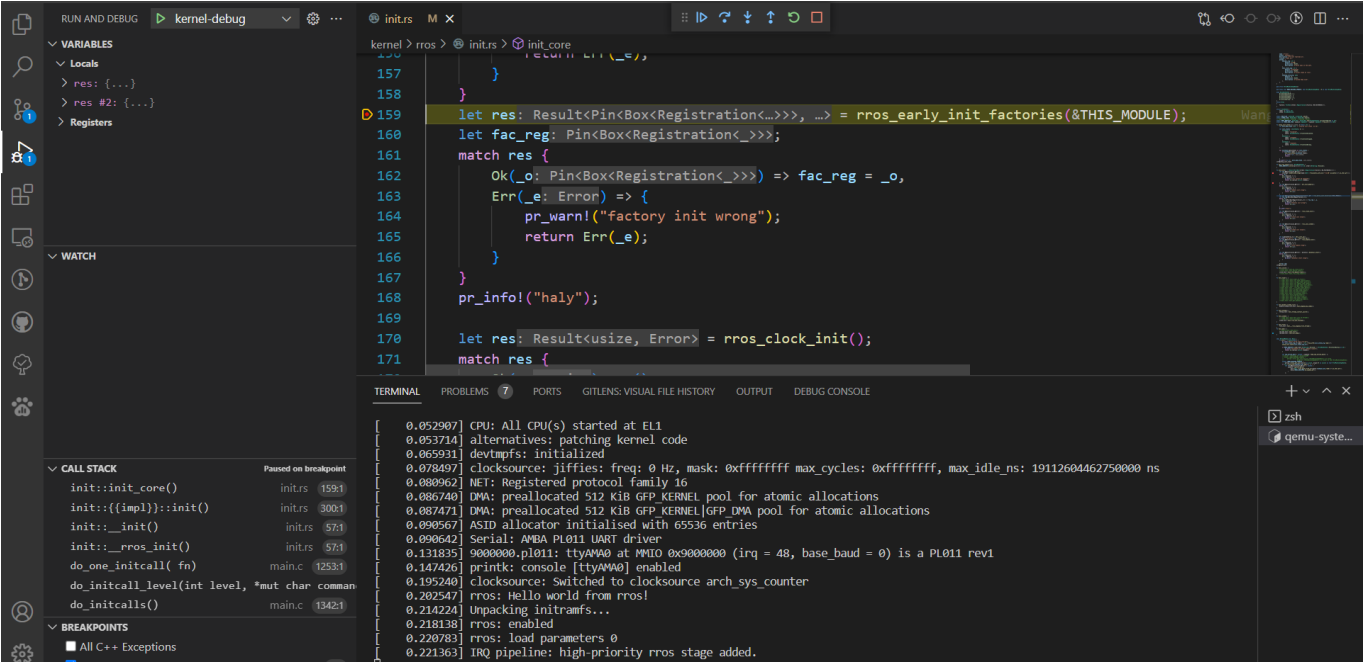 RUN AND DEBUG
kernel-debug
VARIABLES
Locals
res: {...}
res #2: {...}
Registers
WATCH
CALL STACK
Paused on breakpoint
init::init_core() init.rs 159:1
init::{{impl}}::init() init.rs 300:1
init::__init() init.rs 57:1
init::__rros_init() init.rs 57:1
do_one_initcall( fn) main.c 1253:1
do_initcall_level(int level, *mut char comman
do_initcalls() main.c 1342:1
BREAKPOINTS
All C++ Exceptions
1
1
init.rs M
kernel > rros > init.rs > init_core
return Err(_e);
157 }
158 }
159 let res: Result<Pin<Box<Registration<…>>>, …> = rros_early_init_factories(&THIS_MODULE);
160 let fac_reg: Pin<Box<Registration<_>>>;
161 match res {
162 Ok(_o: Pin<Box<Registration<_>>>) => fac_reg = _o,
163 Err(_e: Error) => {
164 pr_warn!("factory init wrong");
165 return Err(_e);
166 }
167 }
168 pr_info!("haly");
169
170 let res: Result<usize, Error> = rros_clock_init();
171 match res {
TERMINAL PROBLEMS 7 PORTS GITLENS: VISUAL FILE HISTORY OUTPUT DEBUG CONSOLE
[ 0.052907] CPU: All CPU(s) started at EL1
[ 0.053714] alternatives: patching kernel code
[ 0.065931] devtmpfs: initialized
[ 0.078497] clocksource: jiffies: freq: 0 Hz, mask: 0xffffffff max_cycles: 0xffffffff, max_idle_ns: 19112604462750000 ns
[ 0.080962] NET: Registered protocol family 16
[ 0.086740] DMA: preallocated 512 KiB GFP_KERNEL pool for atomic allocations
[ 0.087471] DMA: preallocated 512 KiB GFP_KERNEL|GFP_DMA pool for atomic allocations
[ 0.090567] ASID allocator initialised with 65536 entries
[ 0.090642] Serial: AMBA PL011 UART driver
[ 0.131835] 9000000.pl011: ttyAMA0 at MMIO 0x9000000 (irq = 48, base_baud = 0) is a PL011 rev1
[ 0.147426] printk: console [ttyAMA0] enabled
[ 0.195240] clocksource: Switched to clocksource arch_sys_counter
[ 0.202547] rros: Hello world from rros!
[ 0.214224] Unpacking initramfs...
[ 0.218138] rros: enabled
[ 0.220783] rros: load parameters 0
[ 0.221363] IRQ pipeline: high-priority rros stage added.
zsh
qemu-syste...